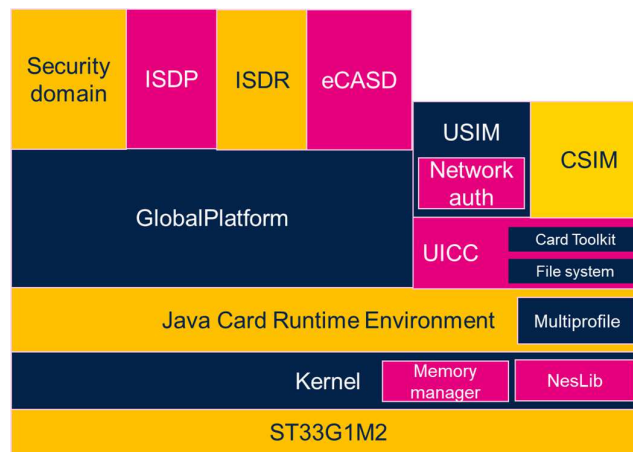 Security
domain
ISDP
ISDR
eCASD
USIM
Network
auth
CSIM
GlobalPlatform
UICC
Card Toolkit
File system
Java Card Runtime Environment
Multiprofile
Kernel
Memory
manager
NesLib
ST33G1M2